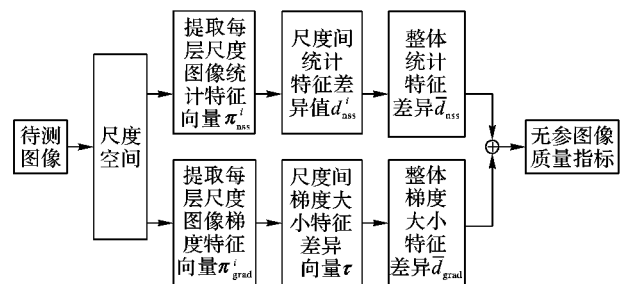 待测
图像
尺度
空间
提取每
层尺度
图像统
计特征
向量π^i_nss
尺度间
统计
特征差
异值d^i_nss
整体
统计
特征
差异d̄_nss
提取每
层尺度
图像梯
度特征
向量π^i_grad
尺度间
梯度大
小特征
差异
向量τ
整体
梯度
大小
特征
差异d̄_grad
无参图像
质量指标